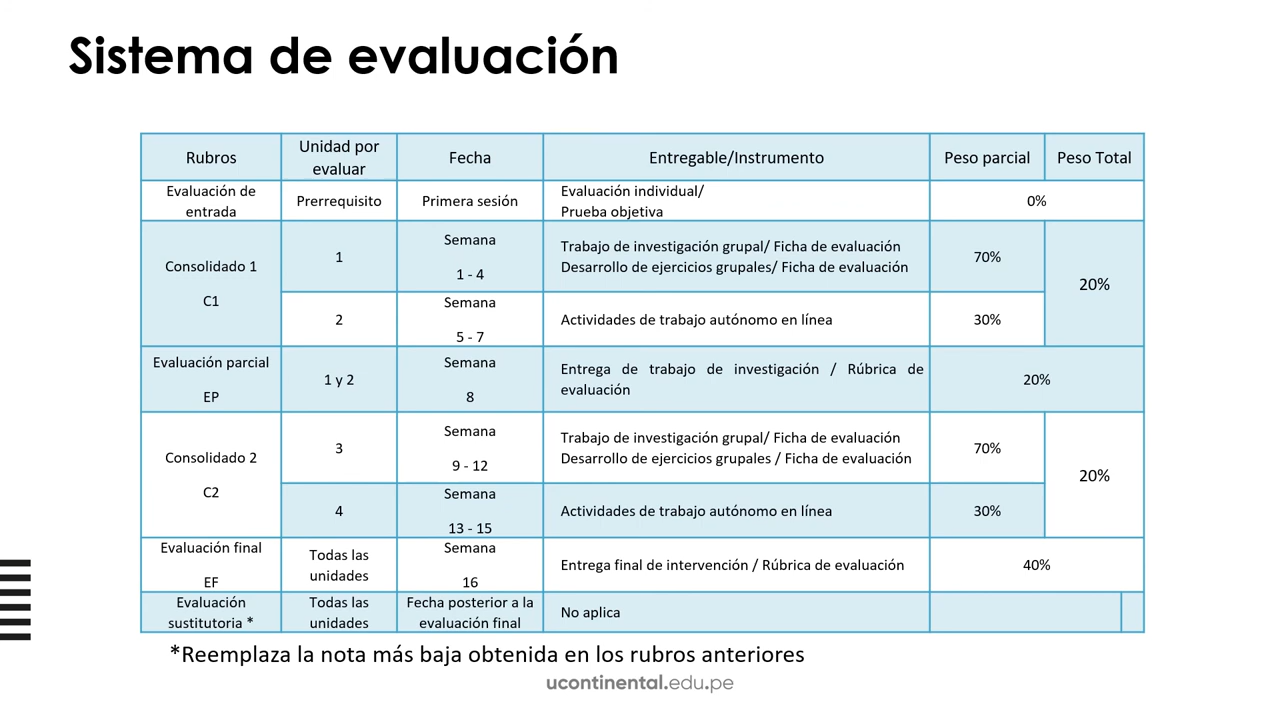 Sistema de evaluación
Rubros
Unidad por
evaluar
Fecha
Entregable/Instrumento
Peso parcial
Peso Total
Evaluación de
entrada
Prerrequisito
Primera sesión
Evaluación individual/
Prueba objetiva
0%
Consolidado 1
C1
1
Semana
1 - 4
Trabajo de investigación grupal/ Ficha de evaluación
Desarrollo de ejercicios grupales/ Ficha de evaluación
70%
20%
2
Semana
5 - 7
Actividades de trabajo autónomo en línea
30%
Evaluación parcial
EP
1 y 2
Semana
8
Entrega de trabajo de investigación / Rúbrica de
evaluación
20%
Consolidado 2
C2
3
Semana
9 - 12
Trabajo de investigación grupal/ Ficha de evaluación
Desarrollo de ejercicios grupales / Ficha de evaluación
70%
20%
4
Semana
13 - 15
Actividades de trabajo autónomo en línea
30%
Evaluación final
EF
Todas las
unidades
Semana
16
Entrega final de intervención / Rúbrica de evaluación
40%
Evaluación
sustitutoria *
Todas las
unidades
Fecha posterior a la
evaluación final
No aplica
*Reemplaza la nota más baja obtenida en los rubros anteriores
ucontinental.edu.pe